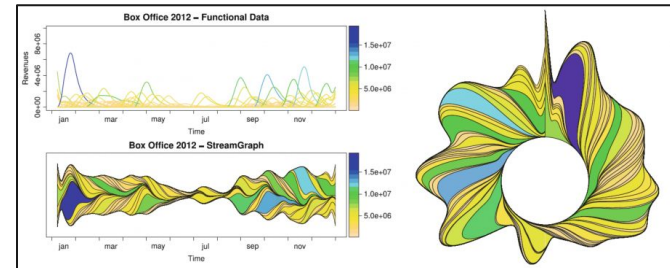 Box Office 2012 – Functional Data
Revenues
8e+06
4e+06
0e+00
jan mar may jul sep nov
Time
1.5e+07
1.0e+07
5.0e+06
Box Office 2012 – StreamGraph
jan mar may jul sep nov
Time
1.5e+07
1.0e+07
5.0e+06